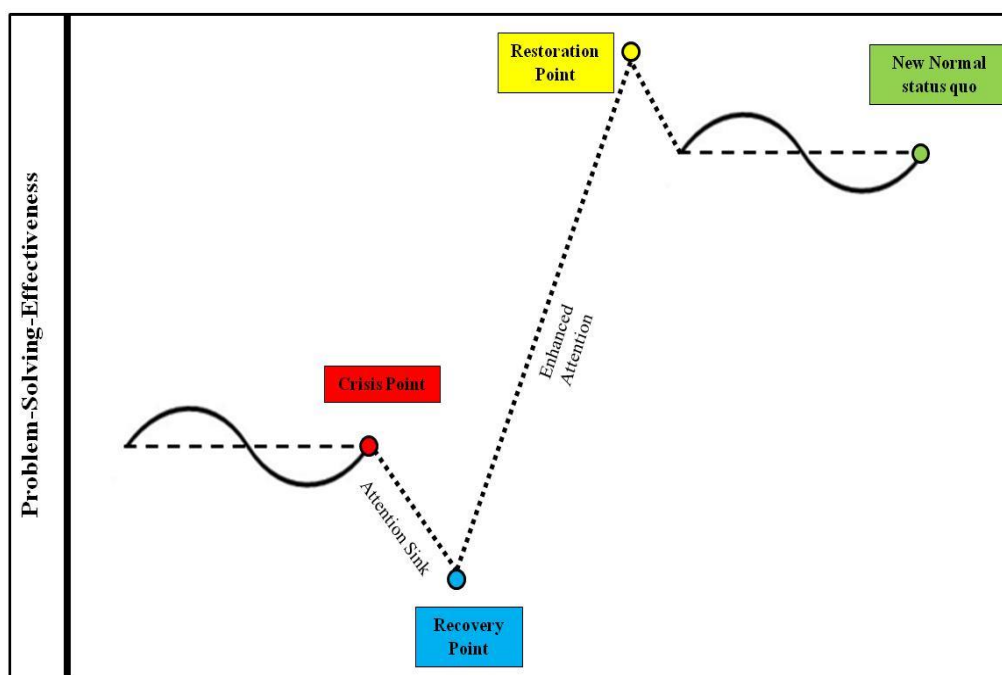 Problem-Solving-Effectiveness
Restoration
Point
New Normal
status quo
Enhanced
Attention
Crisis Point
Attention Sink
Recovery
Point